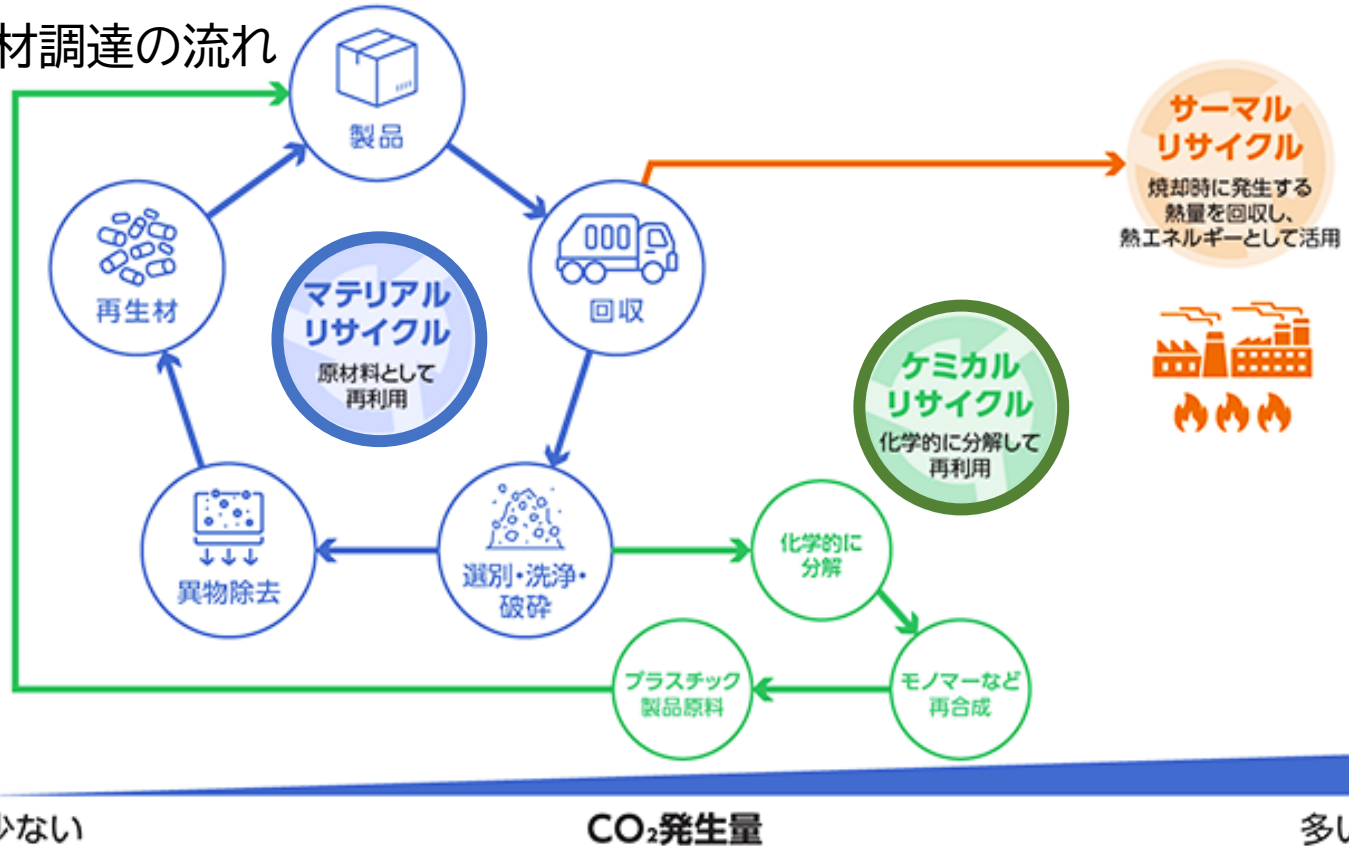 材調達の流れ
製品
サーマル
リサイクル
焼却時に発生する
熱量を回収し、
熱エネルギーとして活用
再生材
マテリアル
リサイクル
原材料として
再利用
回収
ケミカル
リサイクル
化学的に分解して
再利用
異物除去
選別・洗浄・
破砕
化学的に
分解
プラスチック
製品原料
モノマーなど
再合成
少ない
CO₂発生量
多い